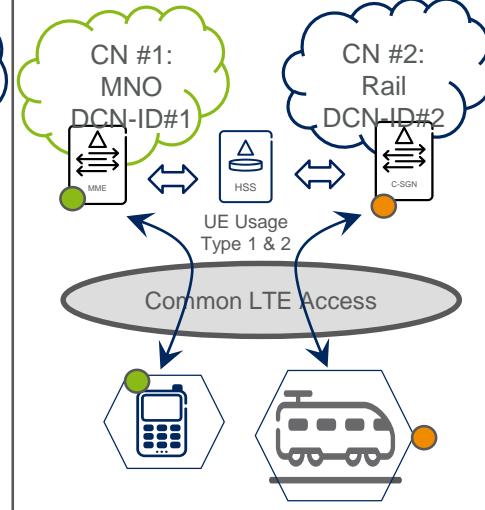 CN #1:
MNO
DCN-ID#1
CN #2:
Rail
DCN-ID#2
MME
HSS
C-SGN
UE Usage
Type 1 & 2
Common LTE Access